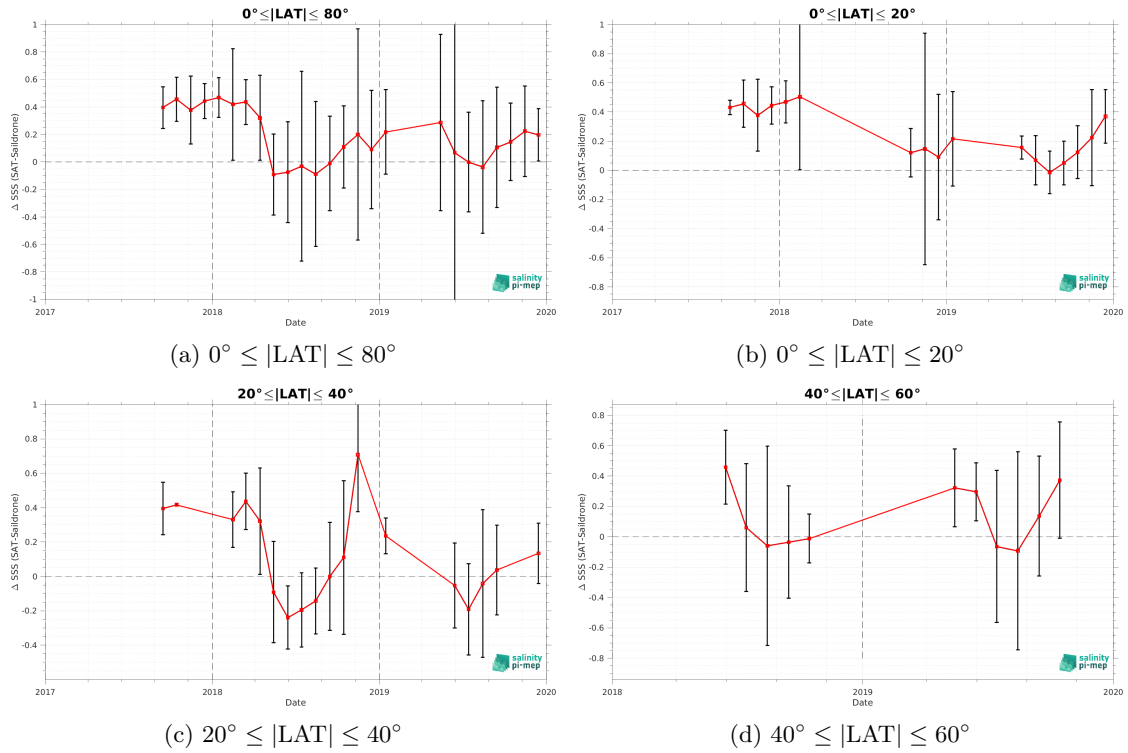 0°≤|LAT|≤ 80°
1
0.8
0.6
0.4
0.2
0
-0.2
-0.4
-0.6
-0.8
-1
Δ SSS (SAT-Saildrone)
2017
2018
2019
2020
Date
salinity
pi-mep
(a) 0° ≤ |LAT| ≤ 80°
0°≤|LAT|≤ 20°
1
0.8
0.6
0.4
0.2
0
-0.2
-0.4
-0.6
-0.8
Δ SSS (SAT-Saildrone)
2017
2018
2019
2020
Date
salinity
pi-mep
(b) 0° ≤ |LAT| ≤ 20°
20°≤|LAT|≤ 40°
1
0.8
0.6
0.4
0.2
0
-0.2
-0.4
Δ SSS (SAT-Saildrone)
2017
2018
2019
2020
Date
salinity
pi-mep
(c) 20° ≤ |LAT| ≤ 40°
40°≤|LAT|≤ 60°
0.8
0.6
0.4
0.2
0
-0.2
-0.4
-0.6
-0.8
Δ SSS (SAT-Saildrone)
2018
2019
2020
Date
salinity
pi-mep
(d) 40° ≤ |LAT| ≤ 60°